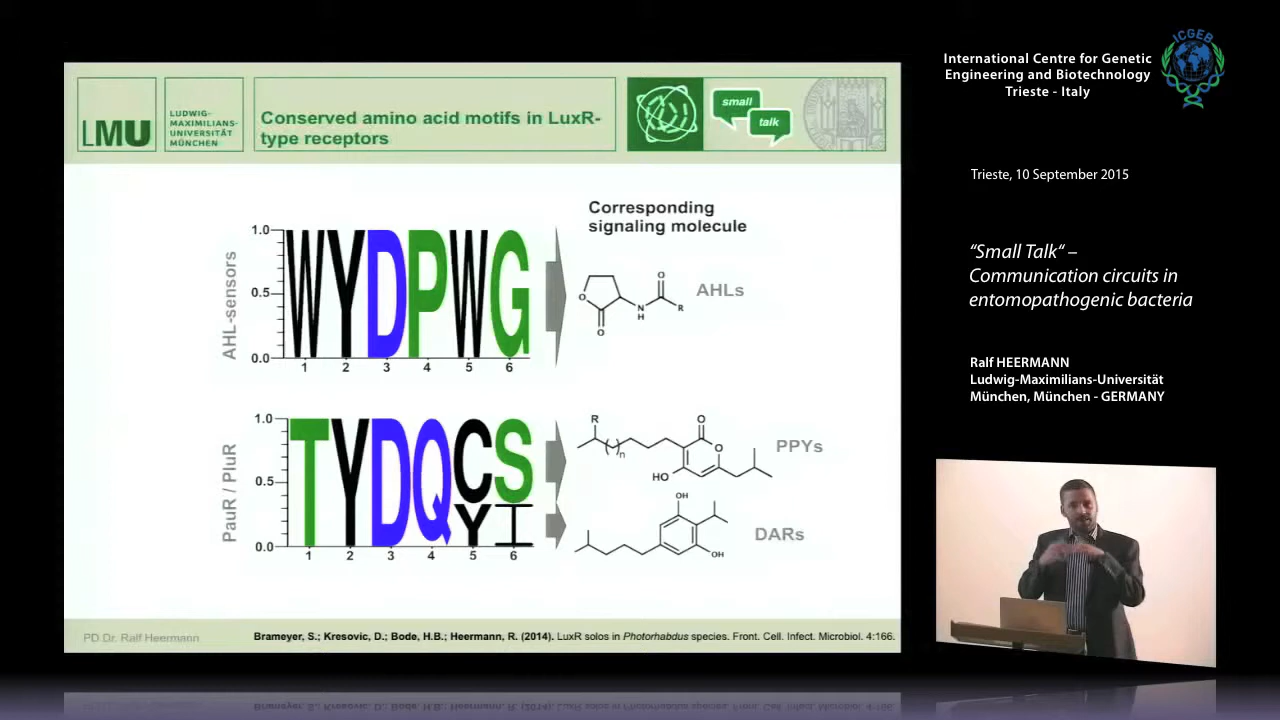 LMU
LUDWIG-
MAXIMILIANS-
UNIVERSITÄT
MÜNCHEN
Conserved amino acid motifs in LuxR-
type receptors
small
talk
Corresponding
signaling molecule
AHL-sensors
1.0
0.5
0.0
WYDPWG
1 2 3 4 5 6
O
O
N
H
O
R
AHLs
PauR / PluR
1.0
0.5
0.0
TYDQCS
YI
1 2 3 4 5 6
R
n
O
O
HO
PPYs
OH
OH
DARs
PD Dr. Ralf Heermann
Brameyer, S.; Kresovic, D.; Bode, H.B.; Heermann, R. (2014). LuxR solos in Photorhabdus species. Front. Cell. Infect. Microbiol. 4:166.
International Centre for Genetic
Engineering and Biotechnology
Trieste - Italy
ICGEB
Trieste, 10 September 2015
“Small Talk“ –
Communication circuits in
entomopathogenic bacteria
Ralf HEERMANN
Ludwig-Maximilians-Universität
München, München - GERMANY